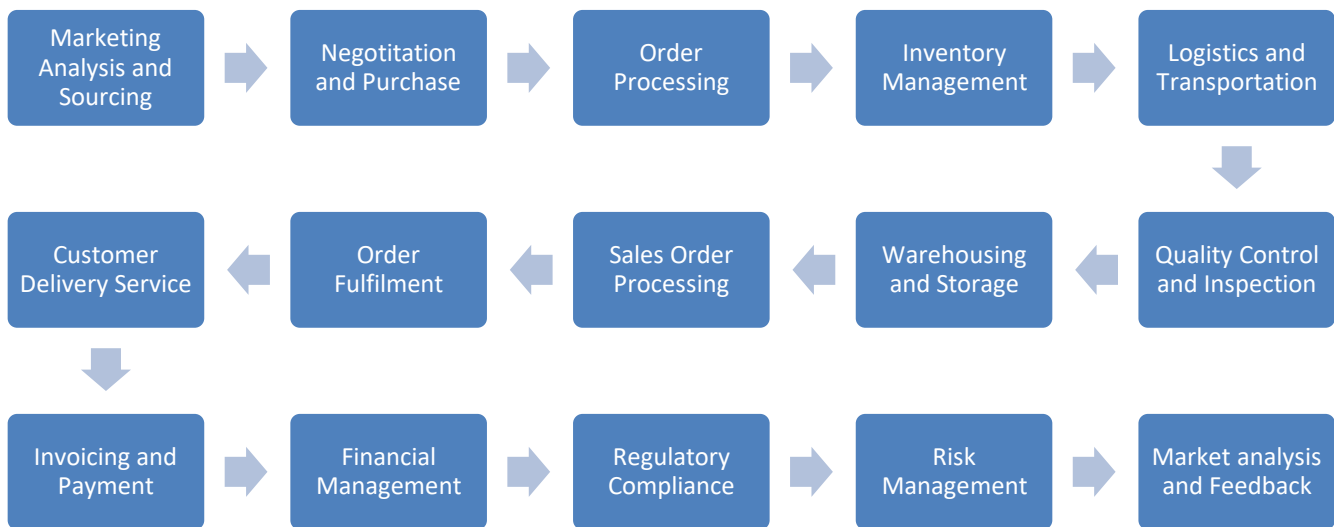 Marketing
Analysis and
Sourcing
Negotitation
and Purchase
Order
Processing
Inventory
Management
Logistics and
Transportation
Quality Control
and Inspection
Warehousing
and Storage
Sales Order
Processing
Order
Fulfilment
Customer
Delivery Service
Invoicing and
Payment
Financial
Management
Regulatory
Compliance
Risk
Management
Market analysis
and Feedback